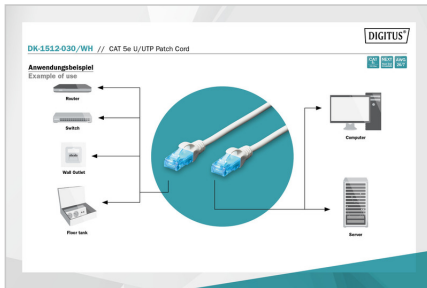 DIGITUS®
DK-1512-030/WH // CAT 5e U/UTP Patch Cord
Anwendungsbeispiel
Example of use
Router
Switch
Wall Outlet
Floor tank
Computer
Server